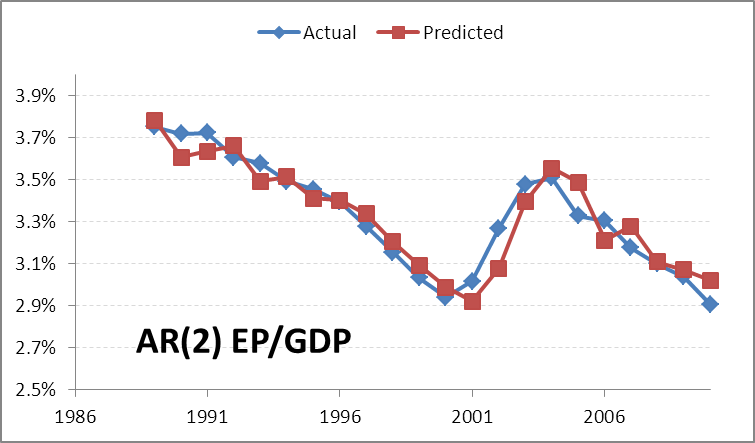 Actual Predicted
3.9%
3.7%
3.5%
3.3%
3.1%
2.9%
2.7%
2.5%
AR(2) EP/GDP
1986 1991 1996 2001 2006